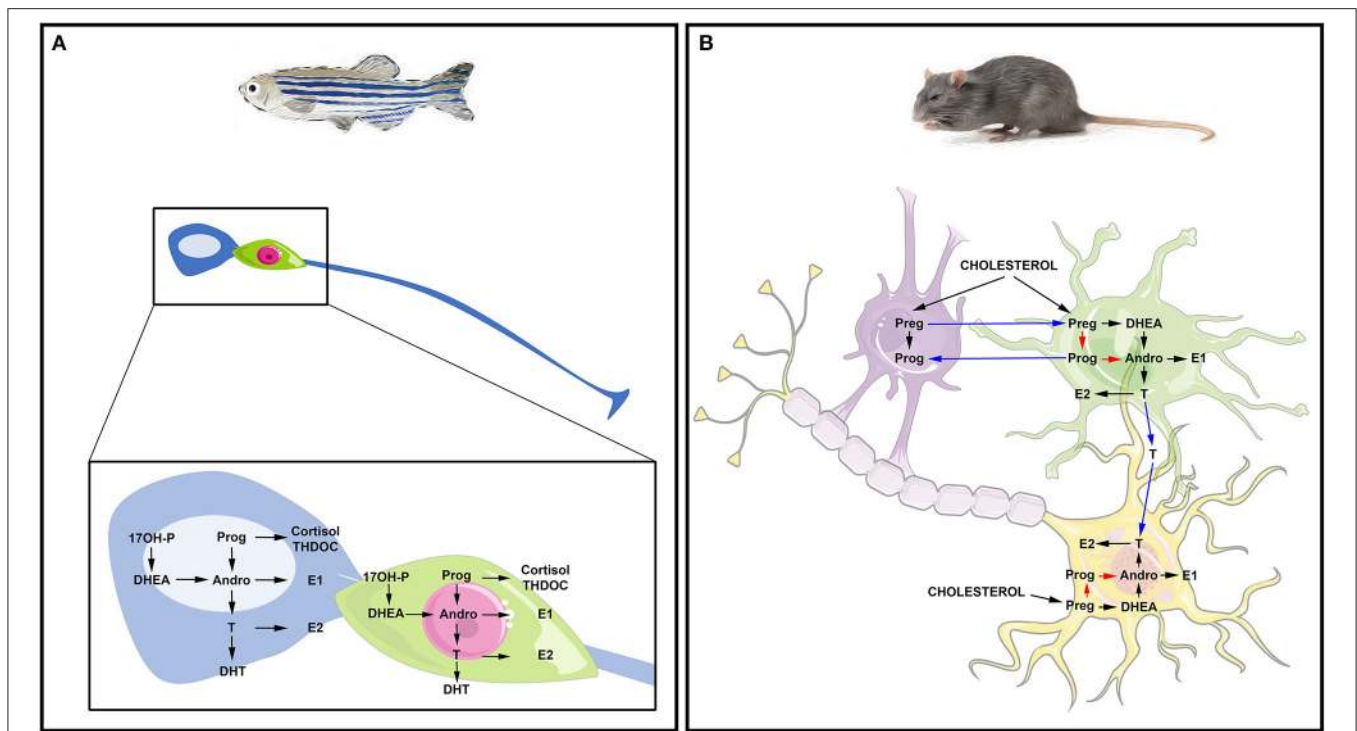 A
17OH-P
Prog
Cortisol
THDOC
DHEA
Andro
E1
T
E2
DHT
17OH-P
Prog
Cortisol
THDOC
DHEA
Andro
E1
T
E2
DHT
B
CHOLESTEROL
Preg
Prog
Preg
DHEA
Prog
Andro
E1
E2
T
T
E2
T
Prog
Andro
E1
CHOLESTEROL
Preg
DHEA